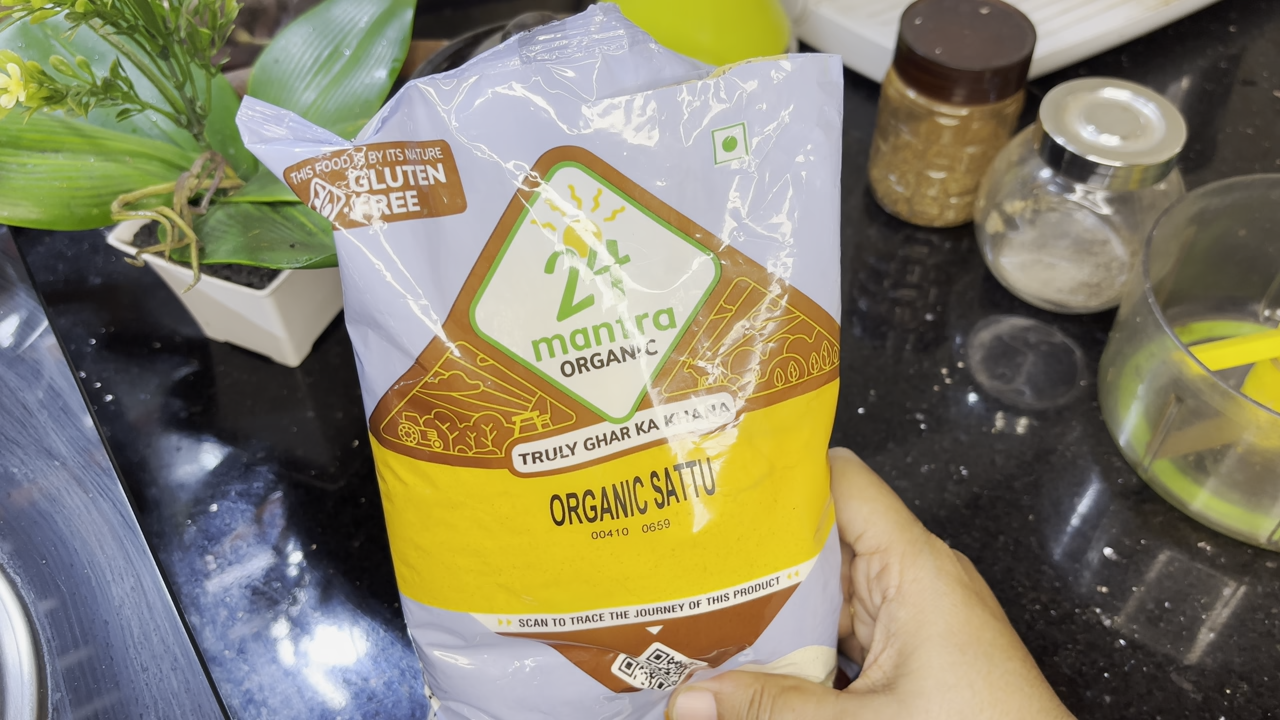 THIS FOOD IS BY ITS NATURE
GLUTEN
FREE
24
mantra
ORGANIC
TRULY GHAR KA KHANA
ORGANIC SATTU
00410 0659
SCAN TO TRACE THE JOURNEY OF THIS PRODUCT